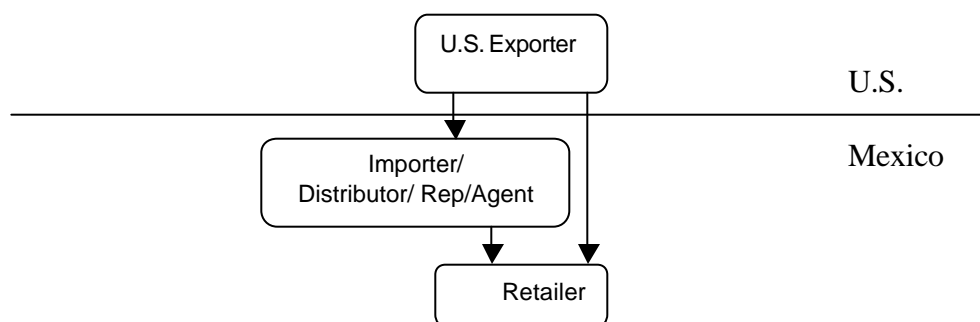 U.S. Exporter
U.S.
Mexico
Importer/
Distributor/ Rep/Agent
Retailer